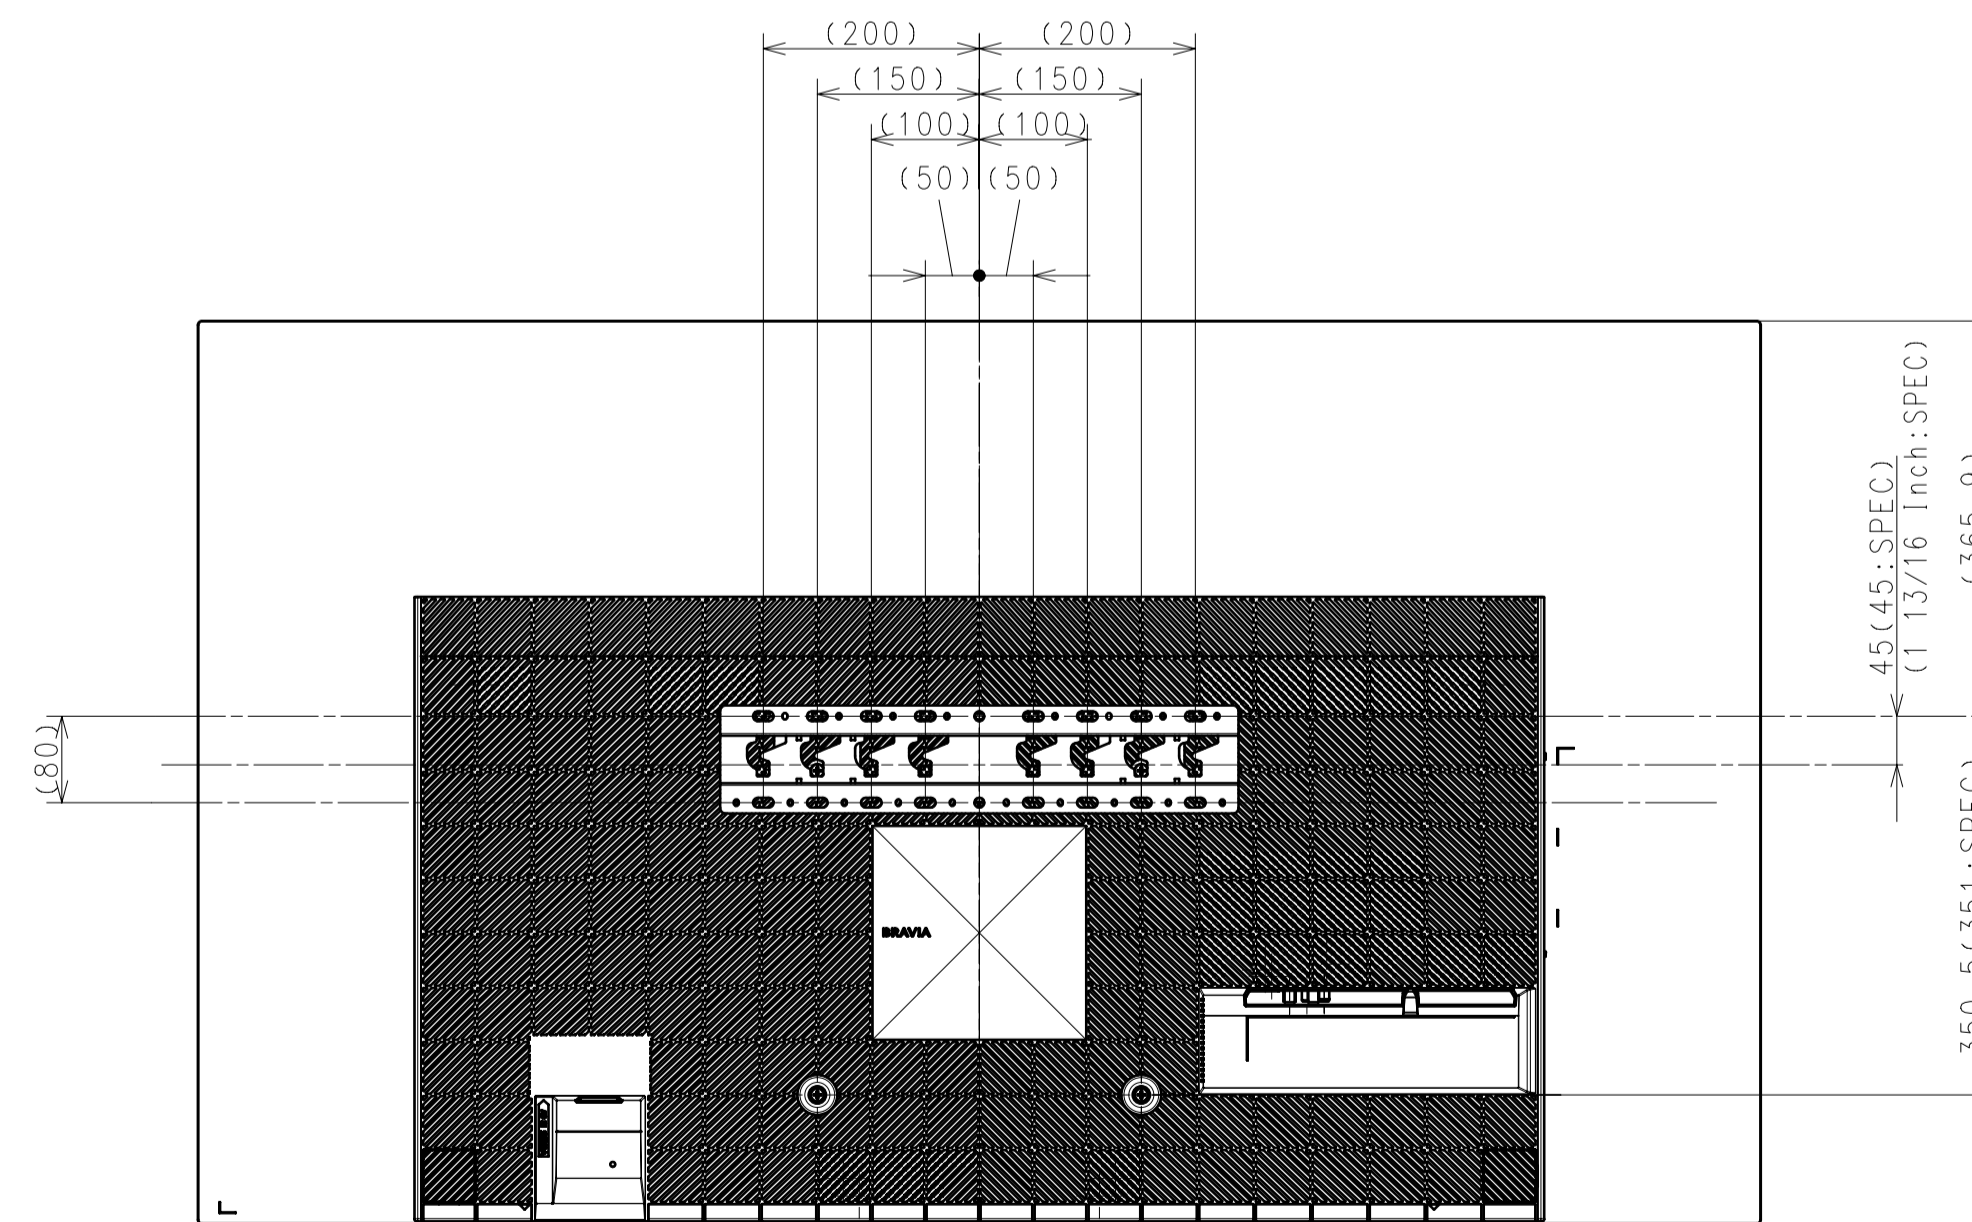 (200) (200)
(150) (150)
(100) (100)
(50) (50)
45(45:SPEC)
(1 13/16 Inch:SPEC)
(80)
BRAVIA